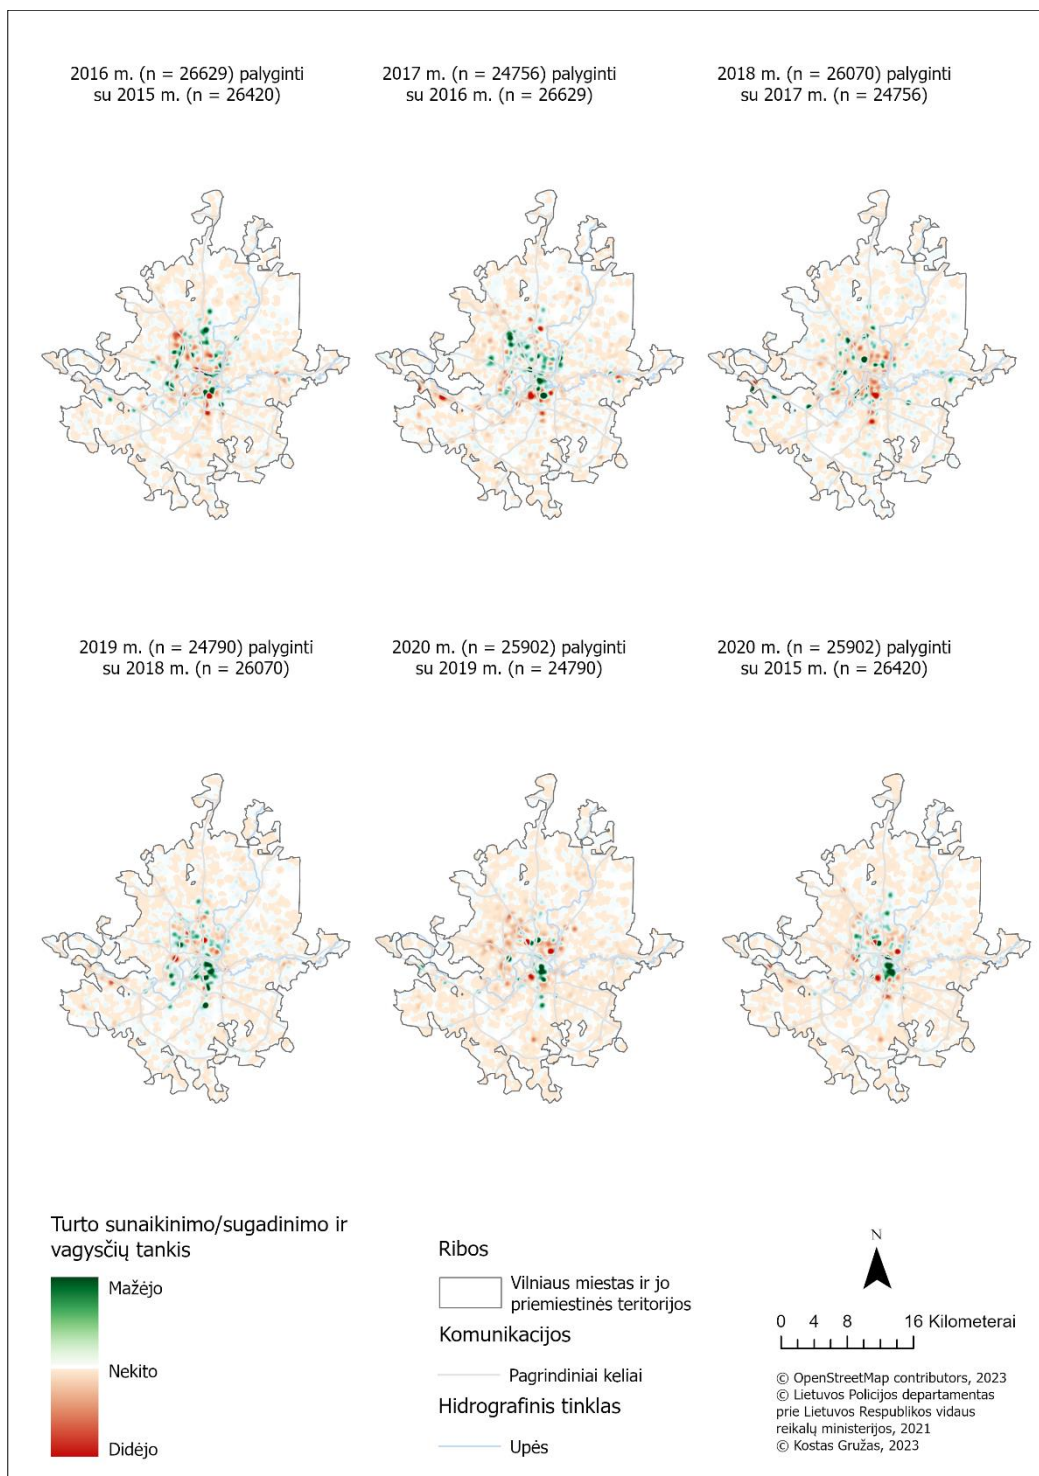 2016 m. (n = 26629) palyginti
su 2015 m. (n = 26420)
2017 m. (n = 24756) palyginti
su 2016 m. (n = 26629)
2018 m. (n = 26070) palyginti
su 2017 m. (n = 24756)
2019 m. (n = 24790) palyginti
su 2018 m. (n = 26070)
2020 m. (n = 25902) palyginti
su 2019 m. (n = 24790)
2020 m. (n = 25902) palyginti
su 2015 m. (n = 26420)
Turto sunaikinimo/sugadinimo ir
vagysčių tankis
Mažėjo
Nekito
Didėjo
Ribos
Vilniaus miestas ir jo
priemiestinės teritorijos
Komunikacijos
Pagrindiniai keliai
Hidrografinis tinklas
Upės
N
0 4 8 16 Kilometerai
© OpenStreetMap contributors, 2023
© Lietuvos Policijos departamentas
prie Lietuvos Respublikos vidaus
reikalų ministerijos, 2021
© Kostas Gružas, 2023